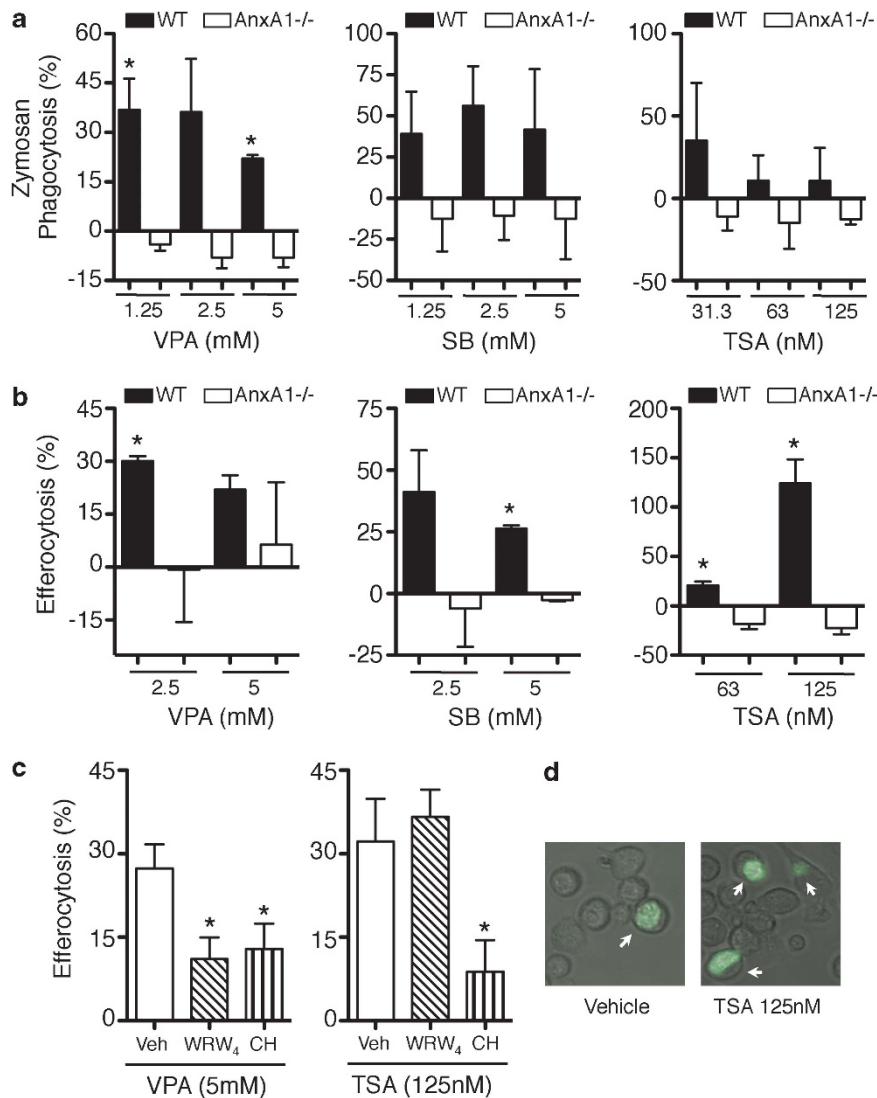 a
WT AnxA1-/- WT AnxA1-/- WT AnxA1-/-
Zymosan
Phagocytosis (%)
60
45
30
15
0
-15
* *
1.25 2.5 5
VPA (mM)
100
75
50
25
0
-25
-50
1.25 2.5 5
SB (mM)
100
50
0
-50
31.3 63 125
TSA (nM)
b
WT AnxA1-/- WT AnxA1-/- WT AnxA1-/-
Efferocytosis (%)
45
30
15
0
-15
*
2.5 5
VPA (mM)
75
50
25
0
-25
*
2.5 5
SB (mM)
200
150
100
50
0
-50
* *
63 125
TSA (nM)
c
Efferocytosis (%)
45
30
15
0
* *
Veh WRW₄ CH
VPA (5mM)
45
30
15
0
*
Veh WRW₄ CH
TSA (125nM)
d
Vehicle TSA 125nM